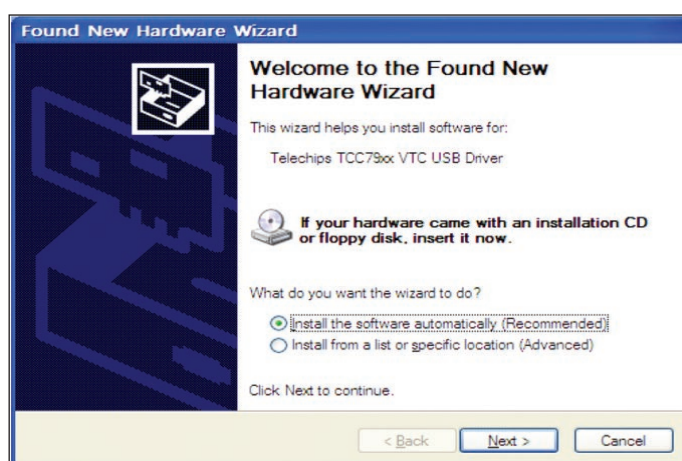 Found New Hardware Wizard
Welcome to the Found New
Hardware Wizard
This wizard helps you install software for:
Telechips TCC79xx VTC USB Driver
If your hardware came with an installation CD
or floppy disk, insert it now.
What do you want the wizard to do?
Install the software automatically (Recommended)
Install from a list or specific location (Advanced)
Click Next to continue.
< Back Next > Cancel